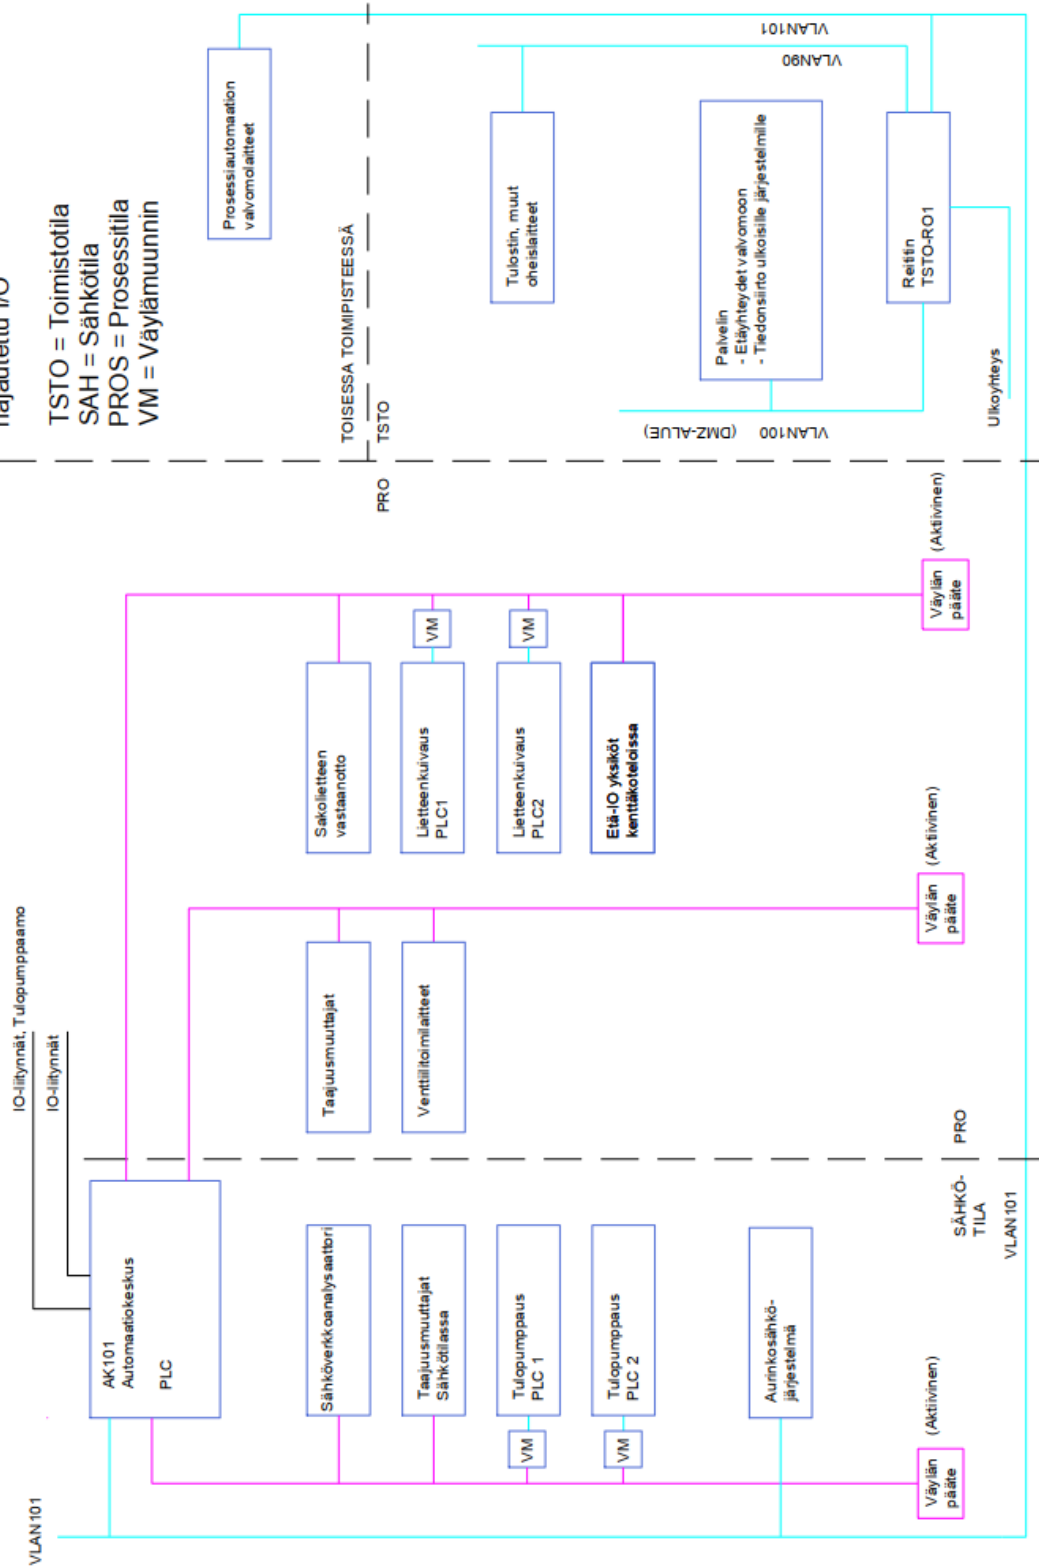 hajautettu I/O
TSTO = Toimistotila
SAH = Sähkötila
PROS = Prosessitila
VM = Väylämuunnin
VLAN101
AK101
Automaatiokeskus
PLC
IO-liitynnät, Tulopumppaamo
IO-liitynnät
Sähköverkkoanalysaattori
Taajuusmuuttajat
Sähkötilassa
VM
Tulopumppaus
PLC 1
VM
Tulopumppaus
PLC 2
Aurinkosähkö-
järjestelmä
Väylän
pääte
(Aktiivinen)
SÄHKÖ-
TILA
PRO
VLAN101
Taajuusmuuttajat
Venttiilitoimilaitteet
Väylän
pääte
(Aktiivinen)
Sakolietteen
vastaanotto
Lietteenkuivaus
PLC1
VM
Lietteenkuivaus
PLC2
VM
Etä-IO yksiköt
kenttäkoteloissa
Väylän
pääte
(Aktiivinen)
PRO
TSTO
TOISESSA TOIMIPISTEESSÄ
Prosessiautomaation
valvomolaitteet
Tulostin, muut
oheislaitteet
VLAN101
VLAN90
Palvelin
- Etäyhteydet valvomoon
- Tiedonsiirto ulkoisille järjestelmille
VLAN100 (DMZ-ALUE)
Reititin
TSTO-RO1
Ulkoyhteys